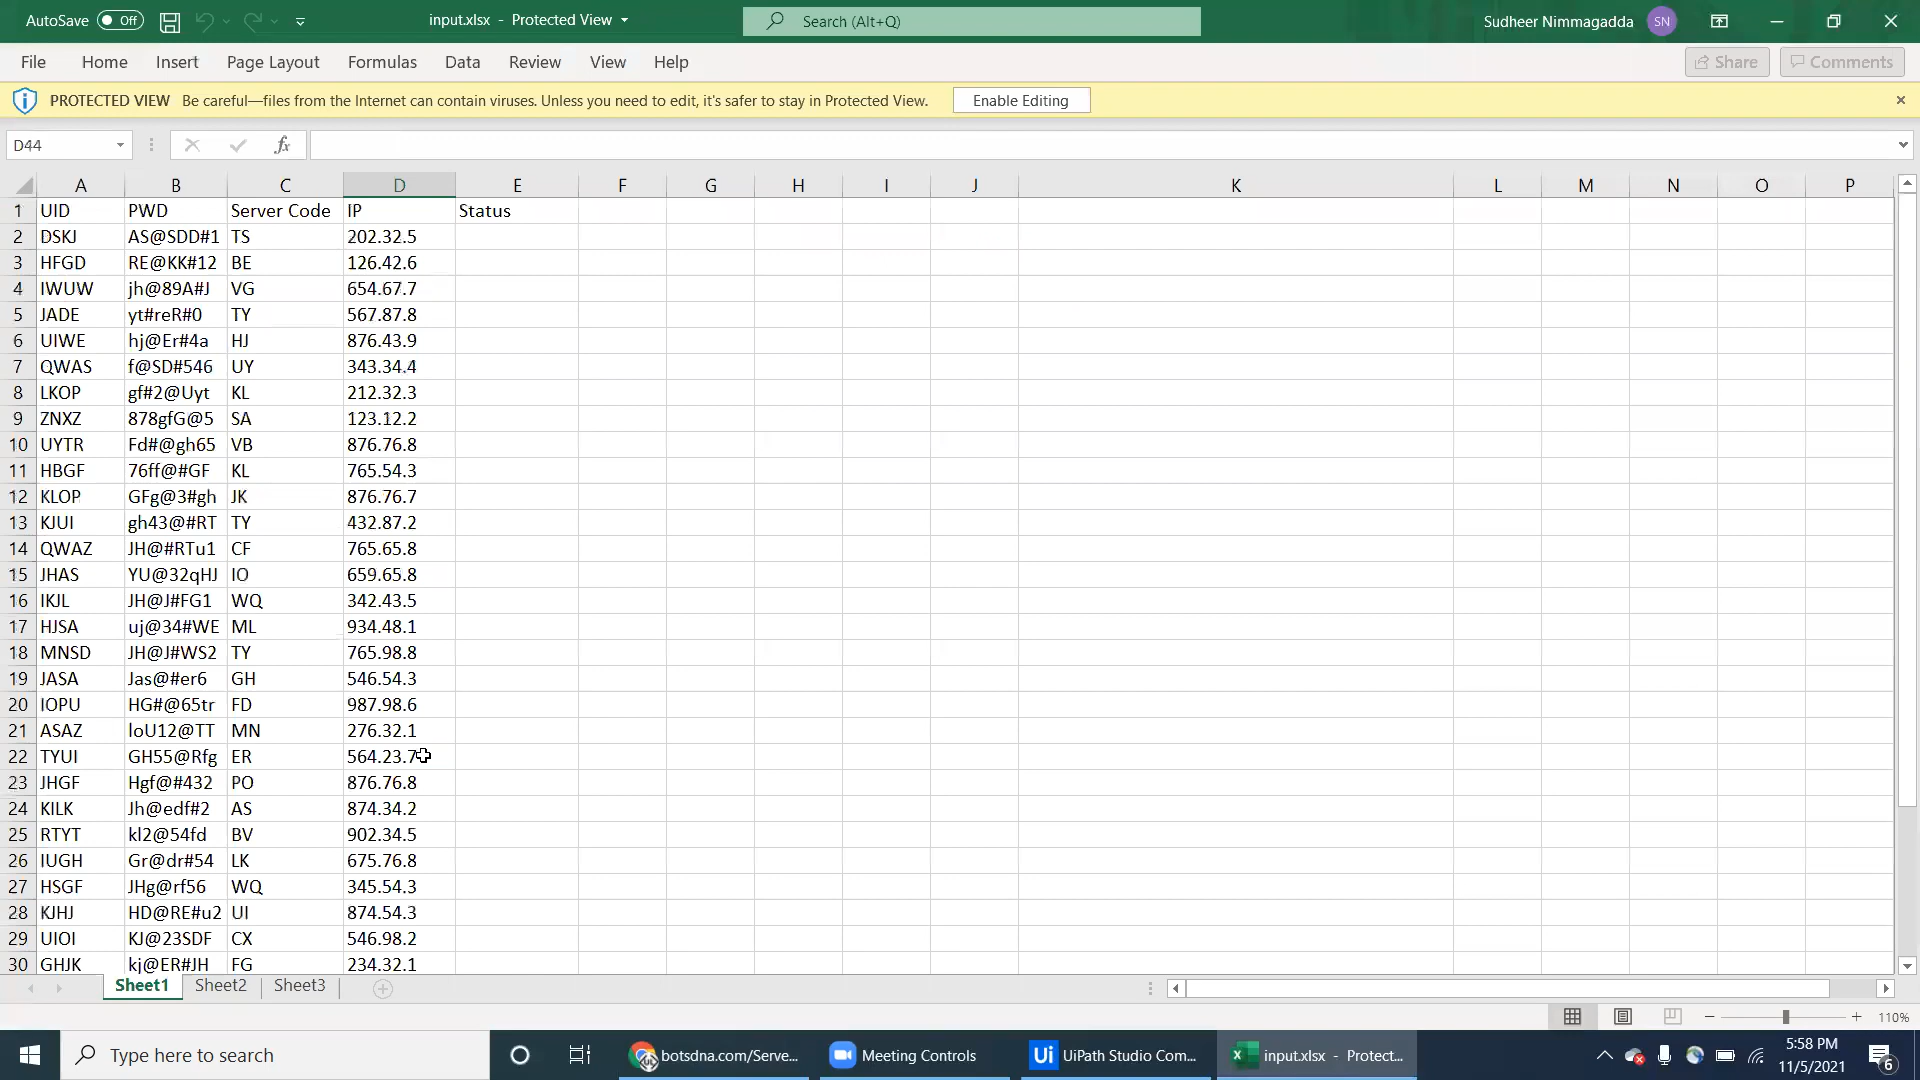 AutoSave Off input.xlsx - Protected View Search (Alt+Q) Sudheer Nimmagadda SN
File Home Insert Page Layout Formulas Data Review View Help Share Comments
PROTECTED VIEW Be careful—files from the Internet can contain viruses. Unless you need to edit, it's safer to stay in Protected View. Enable Editing
D44 fx
A B C D E F G H I J K L M N O P
1 UID PWD Server Code IP Status
2 DSKJ AS@SDD#1 TS 202.32.5
3 HFGD RE@KK#12 BE 126.42.6
4 IWUW jh@89A#J VG 654.67.7
5 JADE yt#reR#0 TY 567.87.8
6 UIWE hj@Er#4a HJ 876.43.9
7 QWAS f@SD#546 UY 343.34.4
8 LKOP gf#2@Uyt KL 212.32.3
9 ZNXZ 878gfG@5 SA 123.12.2
10 UYTR Fd#@gh65 VB 876.76.8
11 HBGF 76ff@#GF KL 765.54.3
12 KLOP GFg@3#gh JK 876.76.7
13 KJUI gh43@#RT TY 432.87.2
14 QWAZ JH@#RTu1 CF 765.65.8
15 JHAS YU@32qHJ IO 659.65.8
16 IKJL JH@J#FG1 WQ 342.43.5
17 HJSA uj@34#WE ML 934.48.1
18 MNSD JH@J#WS2 TY 765.98.8
19 JASA Jas@#er6 GH 546.54.3
20 IOPU HG#@65tr FD 987.98.6
21 ASAZ loU12@TT MN 276.32.1
22 TYUI GH55@Rfg ER 564.23.7
23 JHGF Hgf@#432 PO 876.76.8
24 KILK Jh@edf#2 AS 874.34.2
25 RTYT kl2@54fd BV 902.34.5
26 IUGH Gr@dr#54 LK 675.76.8
27 HSGF JHg@rf56 WQ 345.54.3
28 KJHJ HD@RE#u2 UI 874.54.3
29 UIOI KJ@23SDF CX 546.98.2
30 GHJK kj@ER#JH FG 234.32.1
Sheet1 Sheet2 Sheet3
110%
Type here to search botsdna.com/Serve... Meeting Controls Ui UiPath Studio Com... input.xlsx - Protect... 5:58 PM
11/5/2021 6